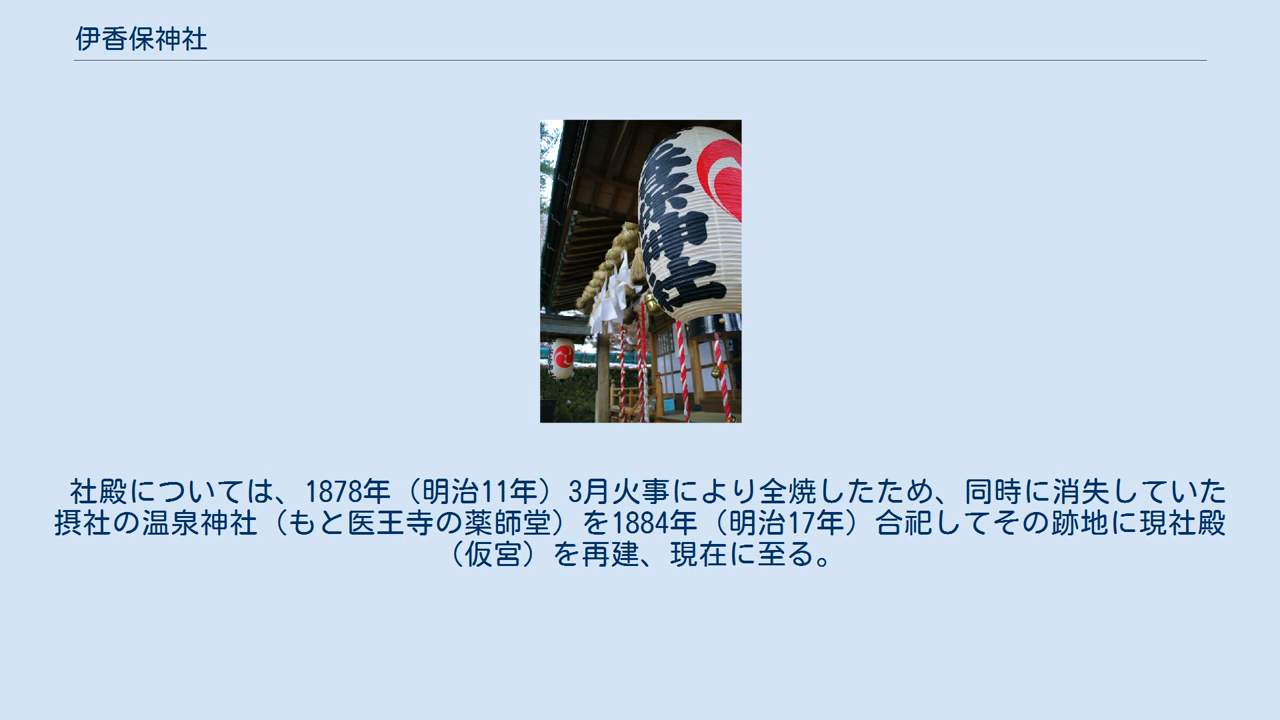 伊香保神社
神社
社殿については、1878年（明治11年）3月火事により全焼したため、同時に消失していた
摂社の温泉神社（もと医王寺の薬師堂）を1884年（明治17年）合祀してその跡地に現社殿
（仮宮）を再建、現在に至る。